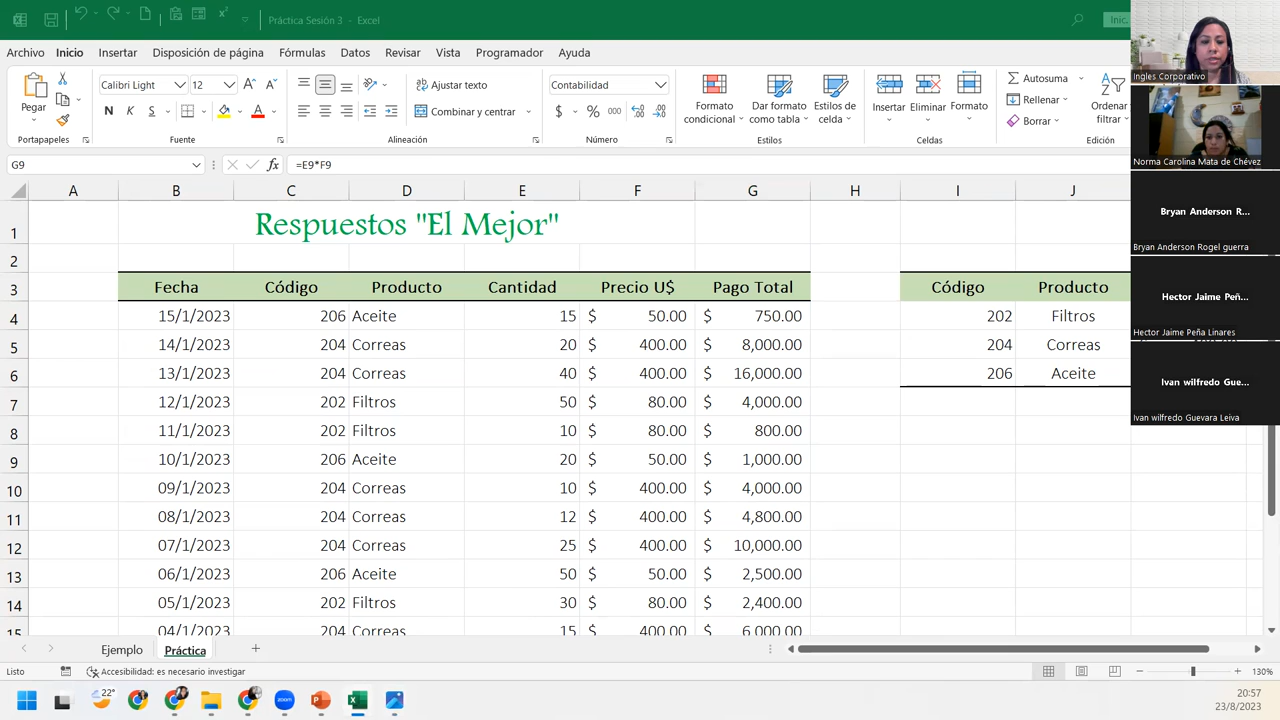 Práctica Sesión 3 - Excel
Inic
Archivo Inicio Disposición de página Fórmulas Datos Revisar Vista Ayuda
Pegar
Calibri Light 12
N K S
Combinar y centrar
Contabilidad
$ % 000
Formato condicional
Dar formato como tabla
Estilos de celda
Insertar Eliminar Formato
Autosuma
Rellenar
Borrar
Ordenar filtrar
Portapapeles Fuente Alineación Número Estilos Celdas Edición
G9 fx =E9*F9
A B C D E F G H I J
1 Respuestos "El Mejor"
3 Fecha Código Producto Cantidad Precio U$ Pago Total Código Producto
4 15/1/2023 206 Aceite 15 $ 50.00 $ 750.00 202 Filtros
5 14/1/2023 204 Correas 20 $ 400.00 $ 8,000.00 204 Correas
6 13/1/2023 204 Correas 40 $ 400.00 $ 16,000.00 206 Aceite
7 12/1/2023 202 Filtros 50 $ 80.00 $ 4,000.00
8 11/1/2023 202 Filtros 10 $ 80.00 $ 800.00
9 10/1/2023 206 Aceite 20 $ 50.00 $ 1,000.00
10 09/1/2023 204 Correas 10 $ 400.00 $ 4,000.00
11 08/1/2023 204 Correas 12 $ 400.00 $ 4,800.00
12 07/1/2023 204 Correas 25 $ 400.00 $ 10,000.00
13 06/1/2023 206 Aceite 50 $ 50.00 $ 2,500.00
14 05/1/2023 202 Filtros 30 $ 80.00 $ 2,400.00
15 04/1/2023 204 Correas 15 $ 400.00 $ 6,000.00
Ejemplo Práctica
Listo Accesibilidad: es necesario investigar 130%
22° zoom 20:57
23/8/2023
Ingles Corporativo
Norma Carolina Mata de Chévez
Bryan Anderson R...
Bryan Anderson Rogel guerra
Hector Jaime Peñ...
Hector Jaime Peña Linares
Ivan wilfredo Gue...
Ivan wilfredo Guevara Leiva